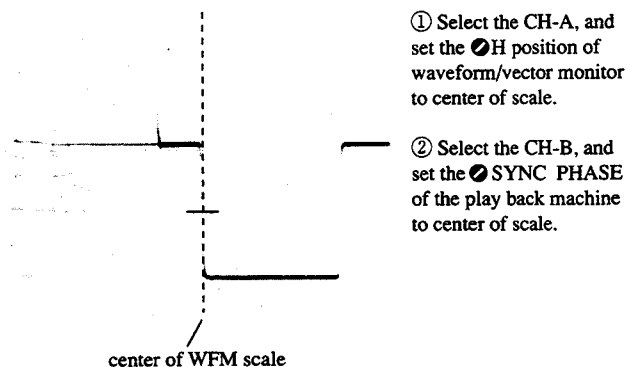 ① Select the CH-A, and
set the H position of
waveform/vector monitor
to center of scale.
② Select the CH-B, and
set the SYNC PHASE
of the play back machine
to center of scale.
center of WFM scale